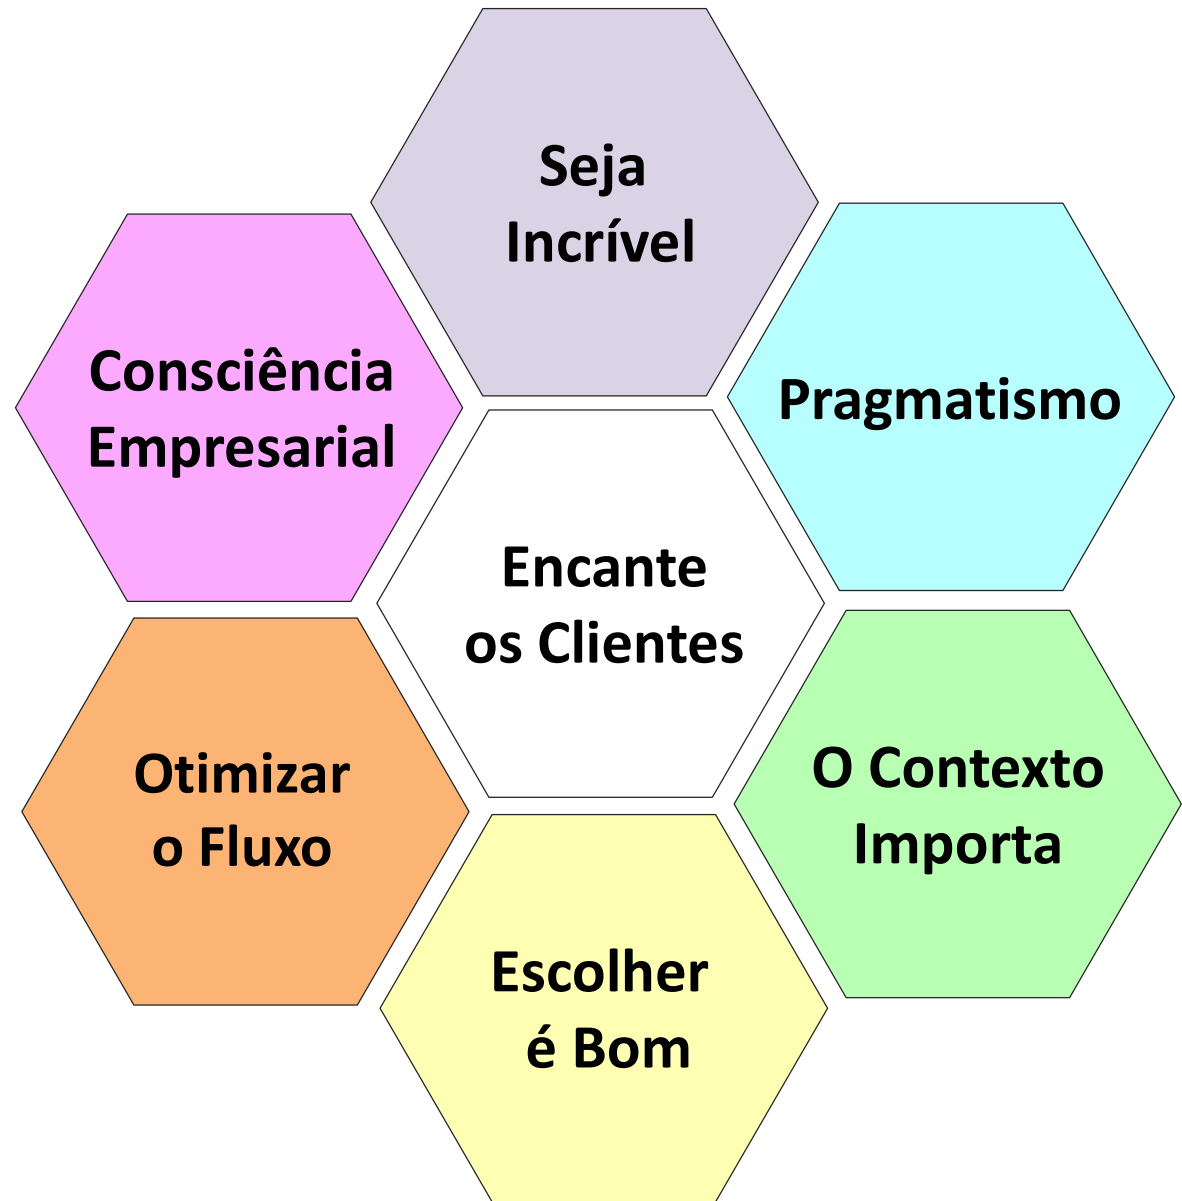 Seja
Incrível
Consciência
Empresarial
Pragmatismo
Encante
os Clientes
Otimizar
o Fluxo
O Contexto
Importa
Escolher
é Bom